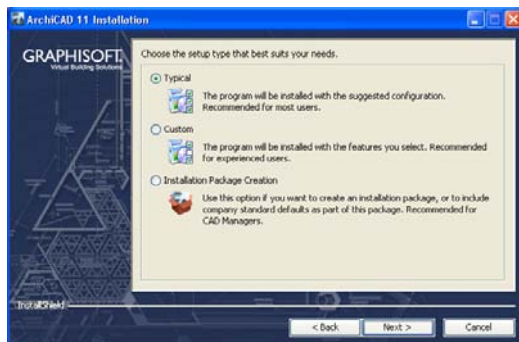 ArchiCAD 11 Installation
GRAPHISOFT.
Virtual Building Solutions
Choose the setup type that best suits your needs.
Typical
The program will be installed with the suggested configuration.
Recommended for most users.
Custom
The program will be installed with the features you select. Recommended
for experienced users.
Installation Package Creation
Use this option if you want to create an installation package, or to include
company standard defaults as part of this package. Recommended for
CAD Managers.
InstallShield
< Back
Next >
Cancel